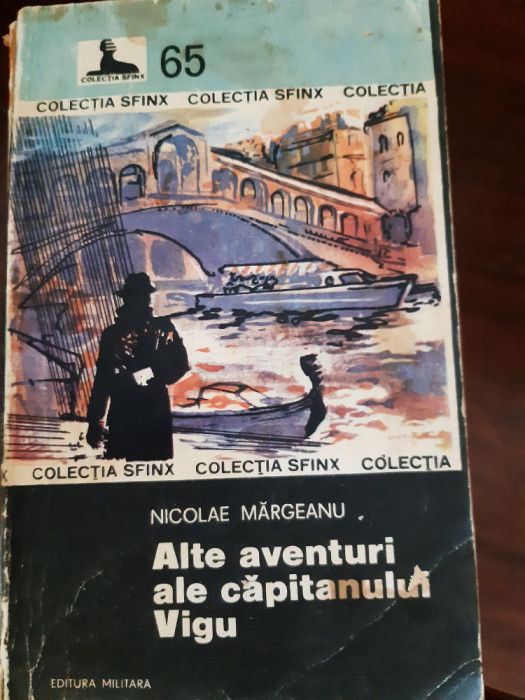 COLECȚIA SFINX
65
COLECȚIA SFINX COLECȚIA SFINX COLECȚIA
COLECȚIA SFINX COLECȚIA SFINX COLECȚIA
NICOLAE MĂRGEANU
Alte aventuri
ale căpitanului
Vigu
EDITURA MILITARA